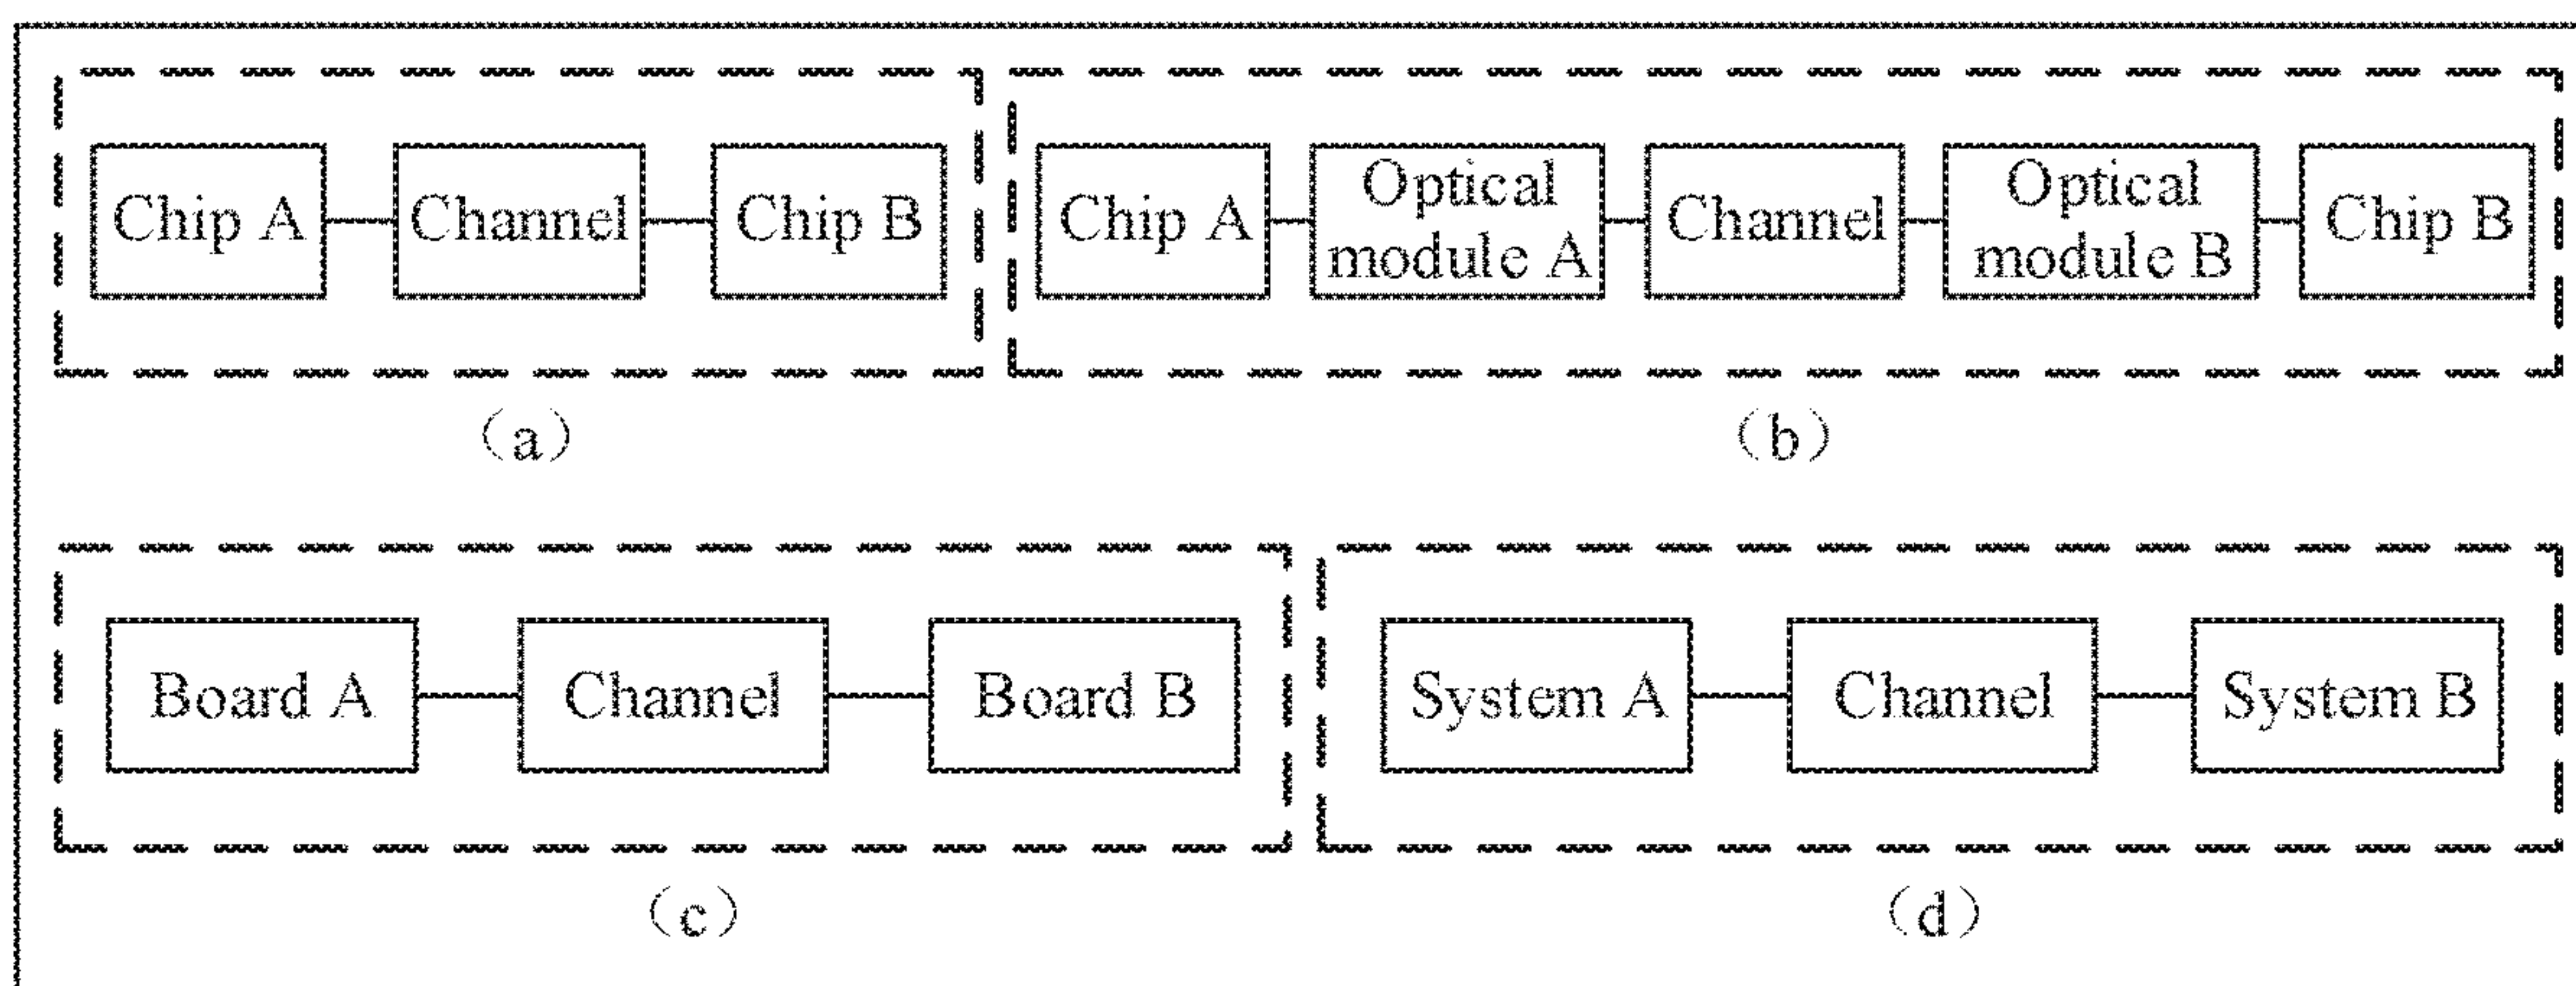 Chip A
Channel
Chip B
Chip A
Optical
module A
Channel
Optical
module B
Chip B
(a)
(b)
Board A
Channel
Board B
System A
Channel
System B
(c)
(d)